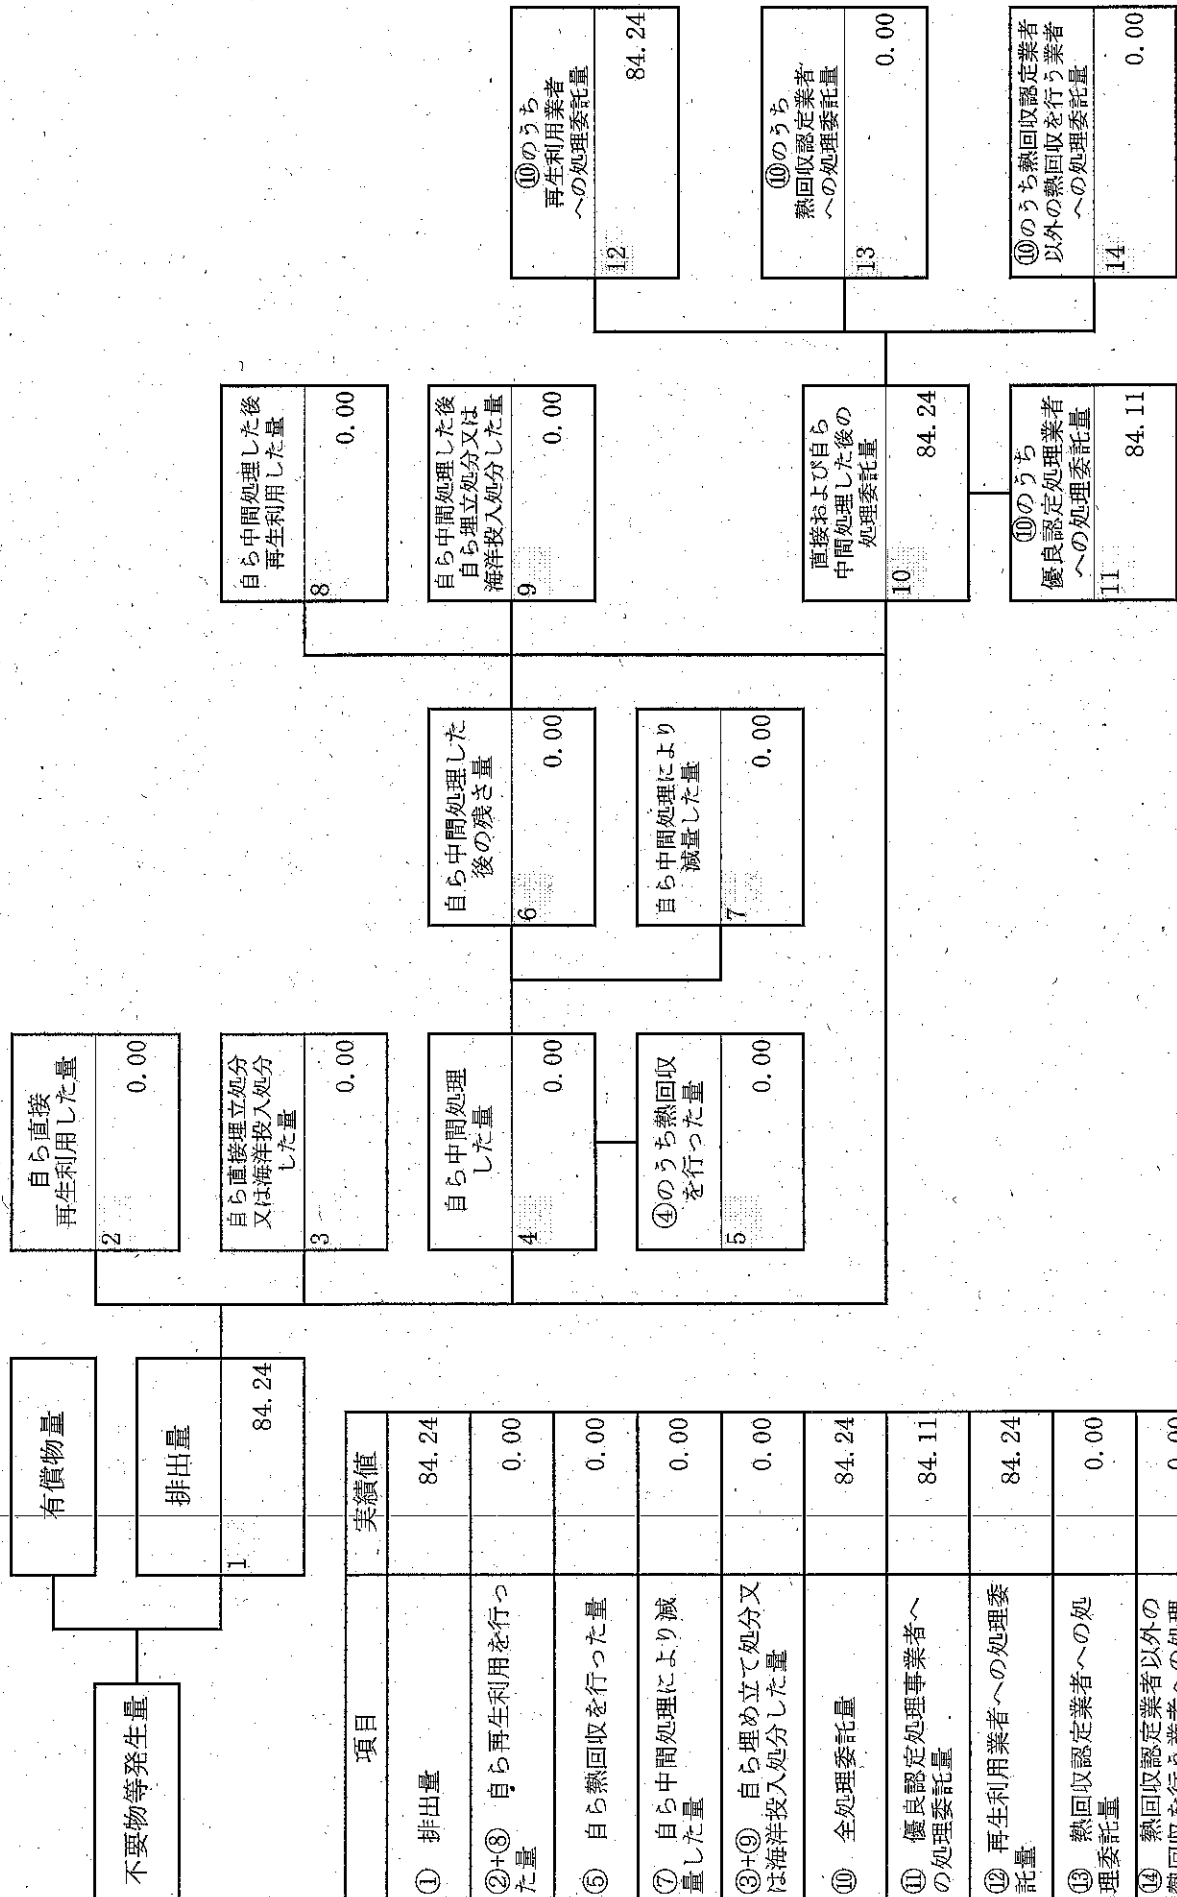 不要物等発生量
有償物量
排出量
1
84.24
自ら直接
再生利用した量
2
0.00
自ら直接埋立処分
又は海洋投入処分
した量
3
0.00
自ら中間処理
した量
4
0.00
④のうち熱回収
を行った量
5
0.00
自ら中間処理した
後の残さ量
6
0.00
自ら中間処理により
減量した量
7
0.00
自ら中間処理した後
再生利用した量
8
0.00
自ら中間処理した後
自ら埋立処分又は
海洋投入処分した量
9
0.00
直接および自ら
中間処理した後の
処理委託量
10
84.24
⑩のうち
優良認定処理業者
への処理委託量
11
84.11
⑩のうち
再生利用業者
への処理委託量
12
84.24
⑩のうち
熱回収認定業者
への処理委託量
13
0.00
⑩のうち熱回収認定業者
以外の熱回収を行う業者
への処理委託量
14
0.00
項目 実績値
① 排出量 84.24
②+⑧ 自ら再生利用を行っ
た量 0.00
⑤ 自ら熱回収を行った量 0.00
⑦ 自ら中間処理により減
量した量 0.00
③+⑨ 自ら埋め立て処分又
は海洋投入処分した量 0.00
⑩ 全処理委託量 84.24
⑪ 優良認定処理事業者へ
の処理委託量 84.11
⑫ 再生利用業者への処理委
託量 84.24
⑬ 熱回収認定業者への処
理委託量 0.00
⑭ 熱回収認定業者以外の
熱回収を行う業者への処理 0.00